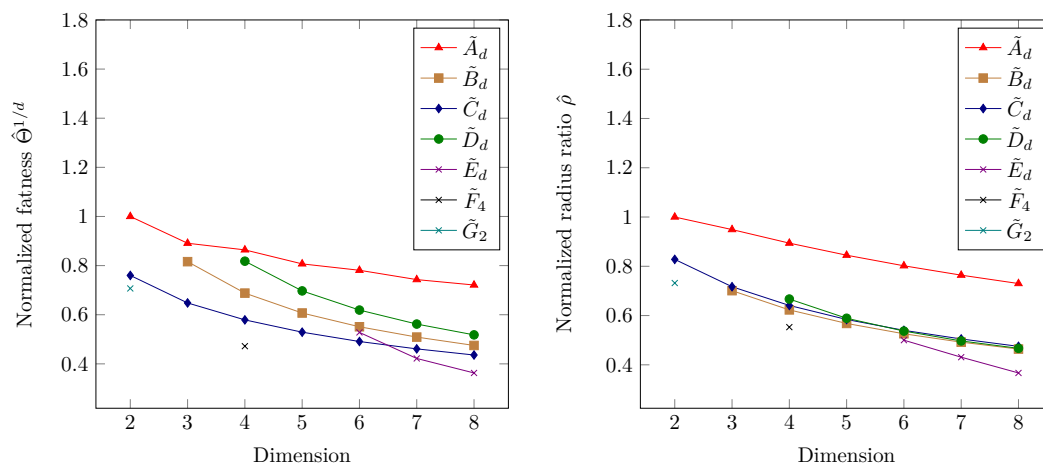 1.8
1.6
1.4
1.2
1
0.8
0.6
0.4
2 3 4 5 6 7 8
Dimension
Normalized fatness Θ̂^{1/d}
Ã_d
B̃_d
C̃_d
D̃_d
Ẽ_d
F̃_4
G̃_2
1.8
1.6
1.4
1.2
1
0.8
0.6
0.4
2 3 4 5 6 7 8
Dimension
Normalized radius ratio ρ̂
Ã_d
B̃_d
C̃_d
D̃_d
Ẽ_d
F̃_4
G̃_2